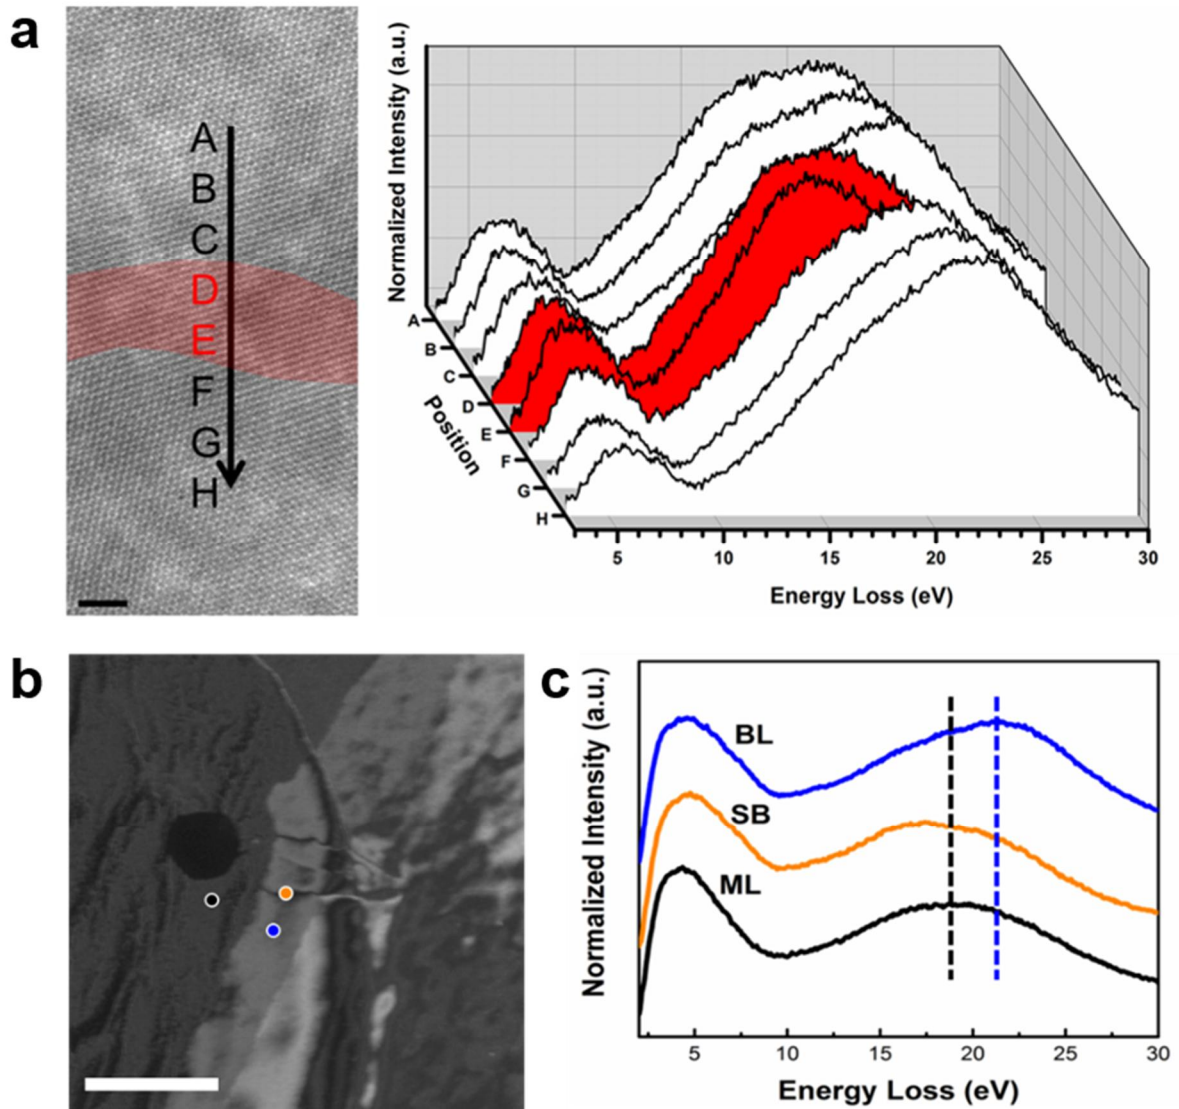 a
A
B
C
D
E
F
G
H
Normalized Intensity (a.u.)
A
B
C
D
E
F
G
H
Position
5 10 15 20 25 30
Energy Loss (eV)
b
c
Normalized Intensity (a.u.)
BL
SB
ML
5 10 15 20 25 30
Energy Loss (eV)